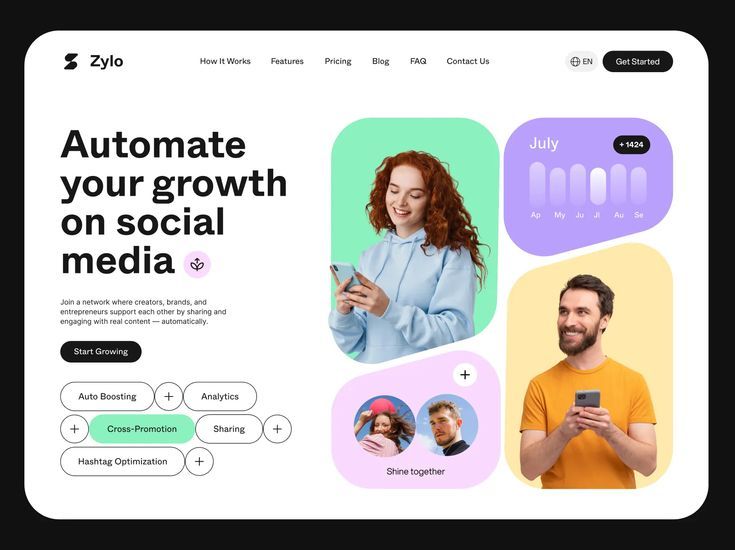 Zylo
How It Works
Features
Pricing
Blog
FAQ
Contact Us
EN
Get Started
Automate
your growth
on social
media
Join a network where creators, brands, and
entrepreneurs support each other by sharing and
engaging with real content — automatically.
Start Growing
Auto Boosting
+
Analytics
+
Cross-Promotion
Sharing
+
Hashtag Optimization
+
July
+ 1424
Ap My Ju Jl Au Se
+
Shine together